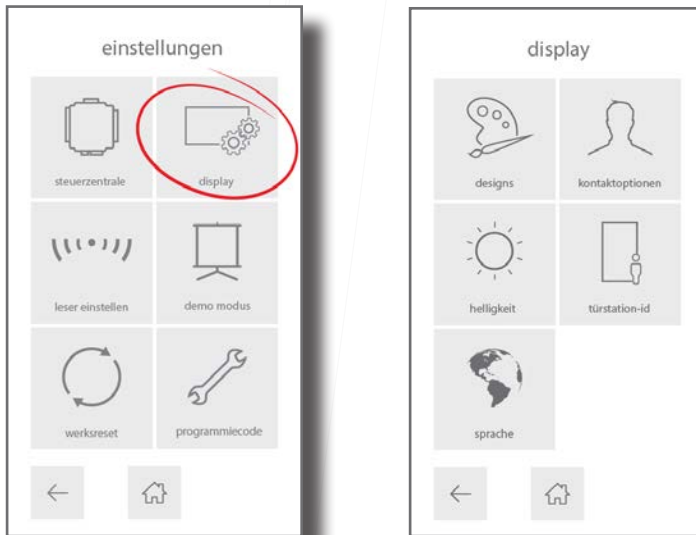 einstellungen
steuerzentrale
display
leser einstellen
demo modus
werksreset
programmiecode
display
designs
kontaktoptionen
helligkeit
türstation-id
sprache